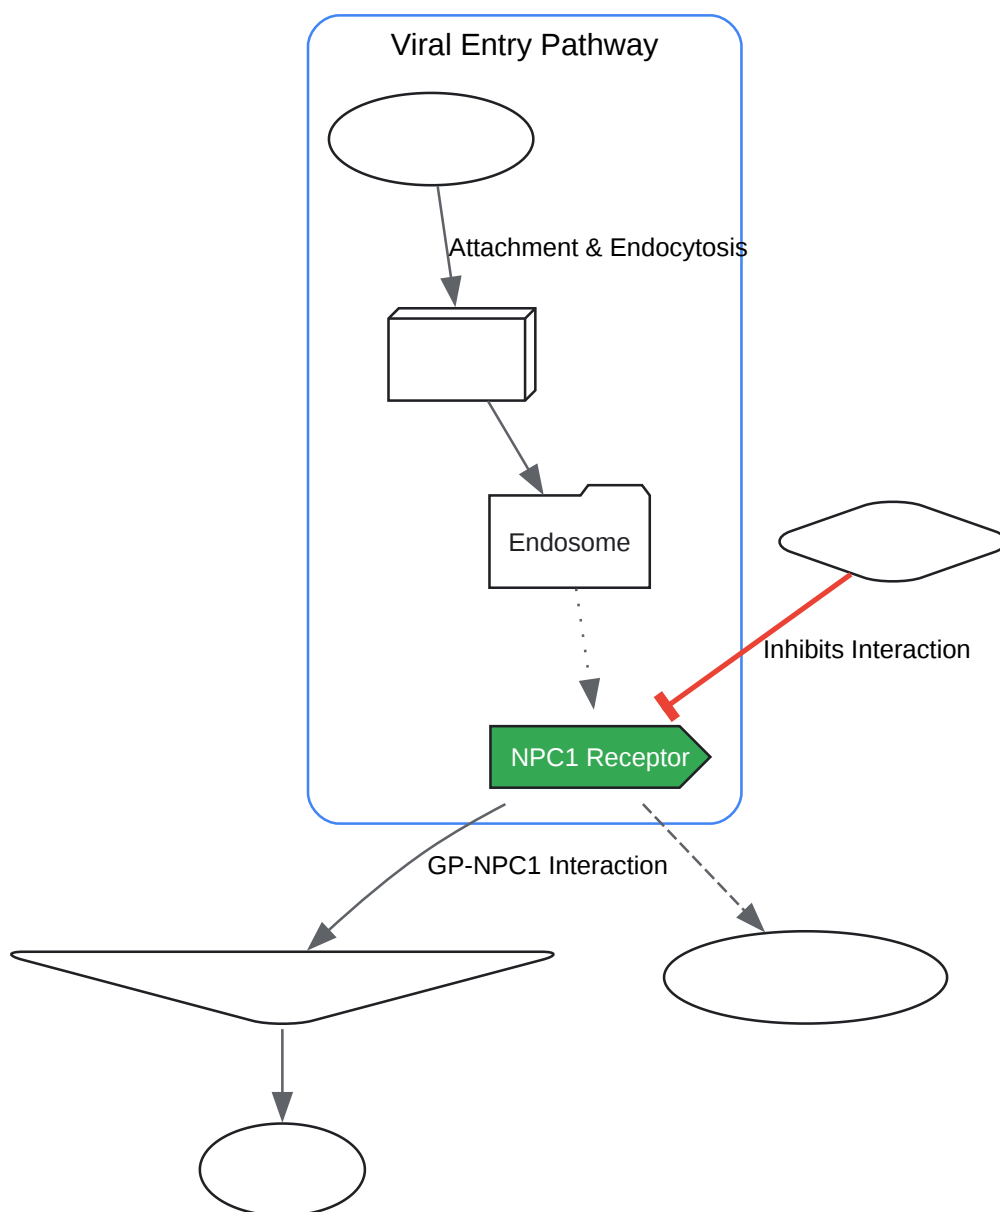 Viral Entry Pathway
Attachment & Endocytosis
Endosome
Inhibits Interaction
NPC1 Receptor
GP-NPC1 Interaction